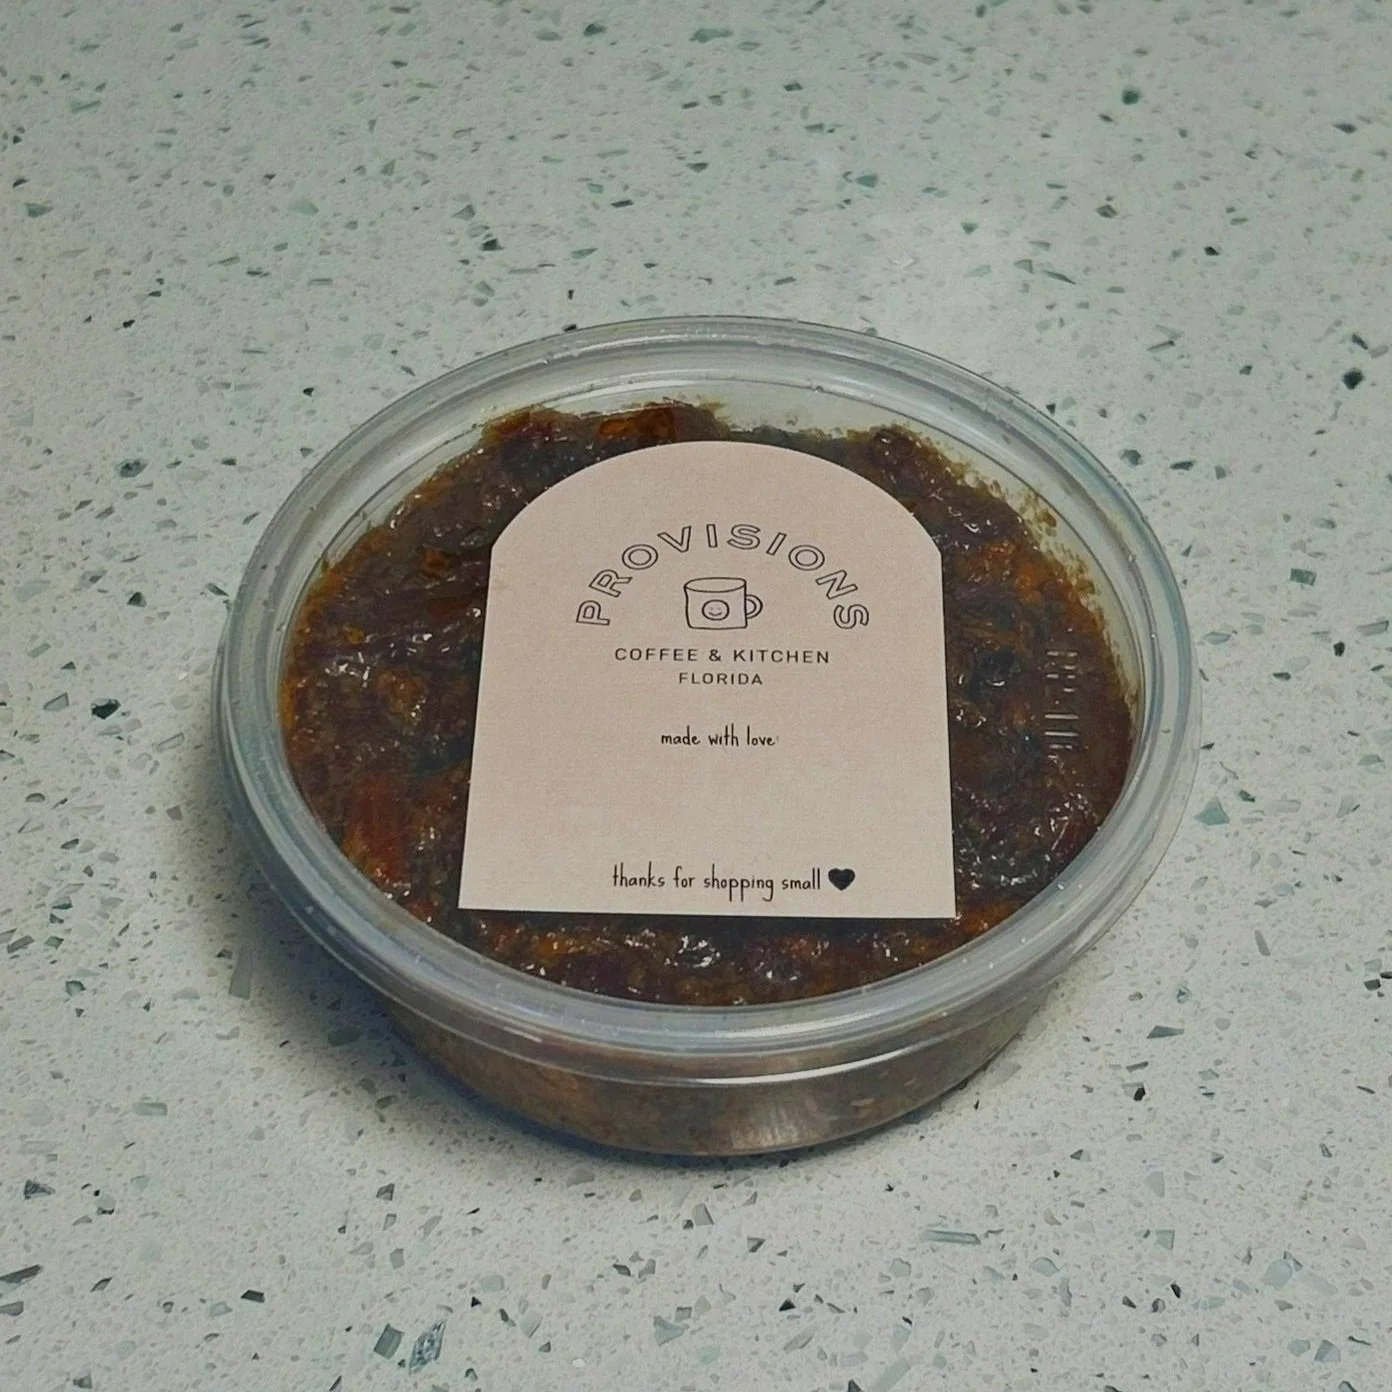 PROVISIONS
COFFEE & KITCHEN
FLORIDA
made with love
thanks for shopping small 🖤